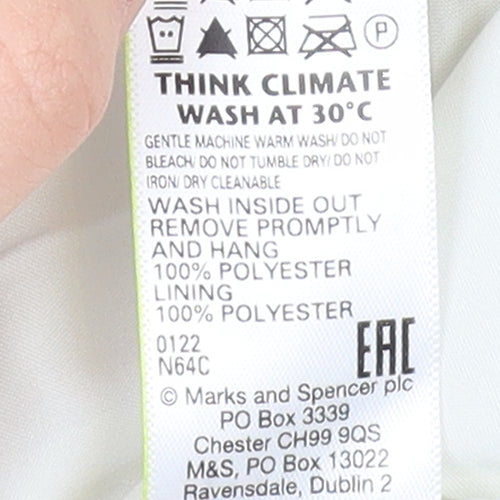 P
THINK CLIMATE
WASH AT 30°C
GENTLE MACHINE WARM WASH/ DO NOT
BLEACH/ DO NOT TUMBLE DRY/ DO NOT
IRON/ DRY CLEANABLE
WASH INSIDE OUT
REMOVE PROMPTLY
AND HANG
100% POLYESTER
LINING
100% POLYESTER
0122
N64C
EAC
© Marks and Spencer plc
PO Box 3339
Chester CH99 9QS
M&S, PO Box 13022
Ravensdale, Dublin 2